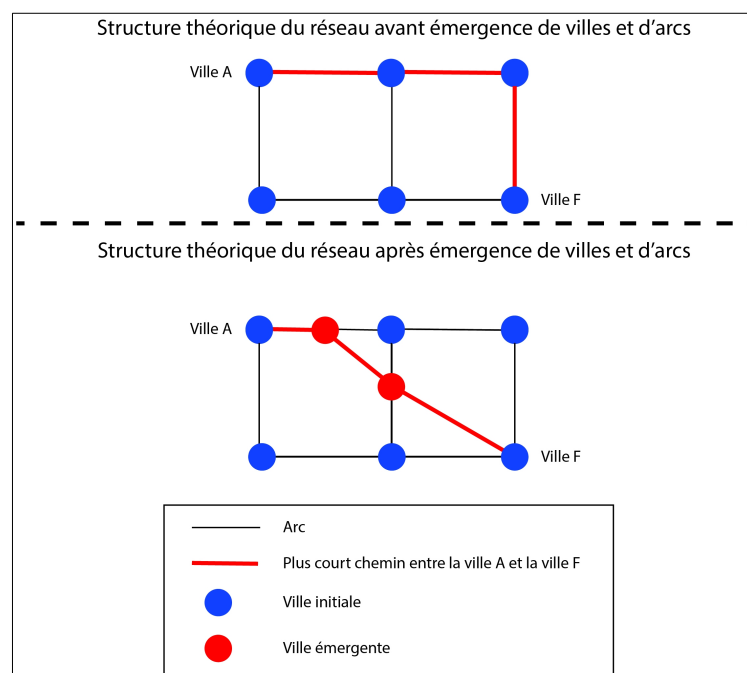 Structure théorique du réseau avant émergence de villes et d'arcs
Ville A
Ville F
Structure théorique du réseau après émergence de villes et d'arcs
Ville A
Ville F
Arc
Plus court chemin entre la ville A et la ville F
Ville initiale
Ville émergente